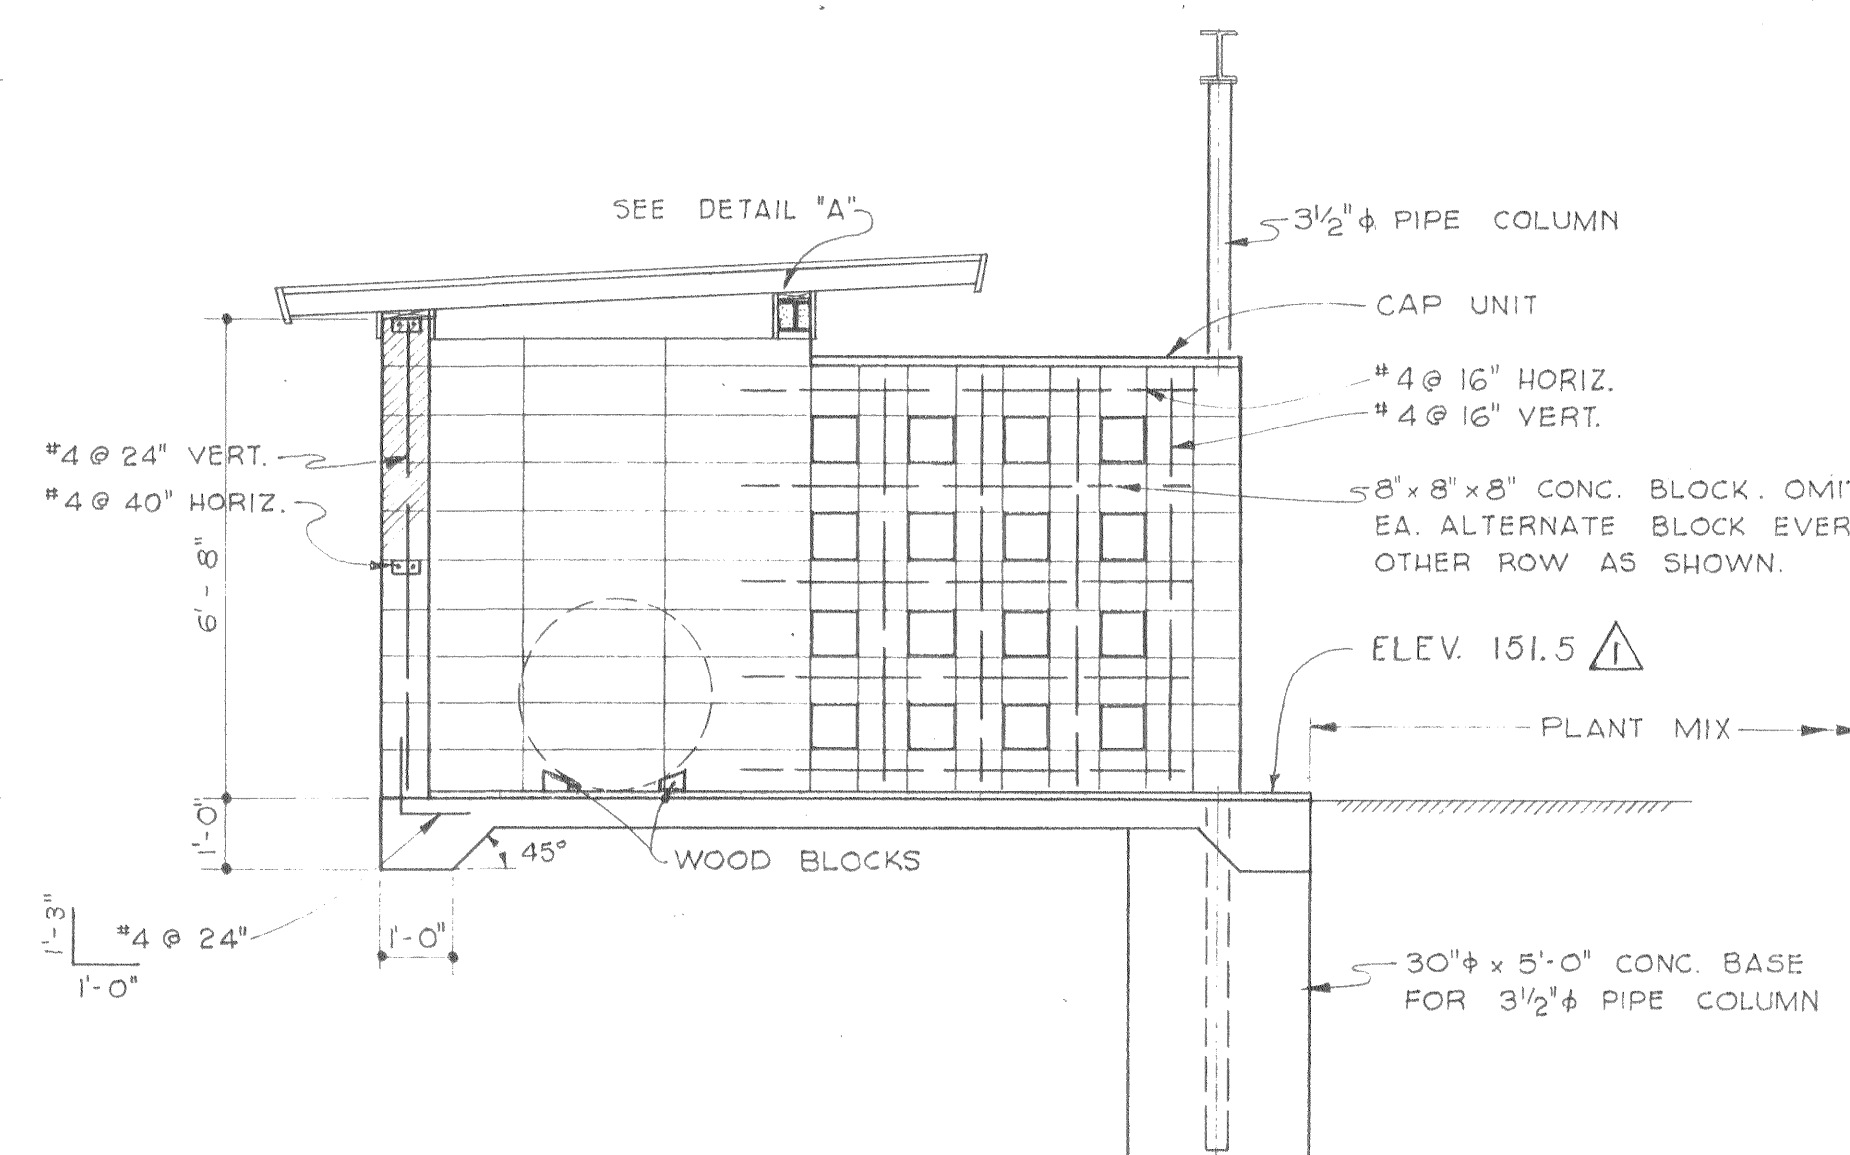 SEE DETAIL "A"
3½"ϕ PIPE COLUMN
CAP UNIT
#4 @ 16" HORIZ.
#4 @ 16" VERT.
#4 @ 24" VERT.
#4 @ 40" HORIZ.
8" x 8" x 8" CONC. BLOCK. OMI
EA. ALTERNATE BLOCK EVER
OTHER ROW AS SHOWN.
6'-8"
ELEV. 151.5 1
PLANT MIX
1'-0"
45°
WOOD BLOCKS
1'-3"
#4 @ 24"
1'-0"
1'-0"
30"ϕ x 5'-0" CONC. BASE
FOR 3½"ϕ PIPE COLUMN